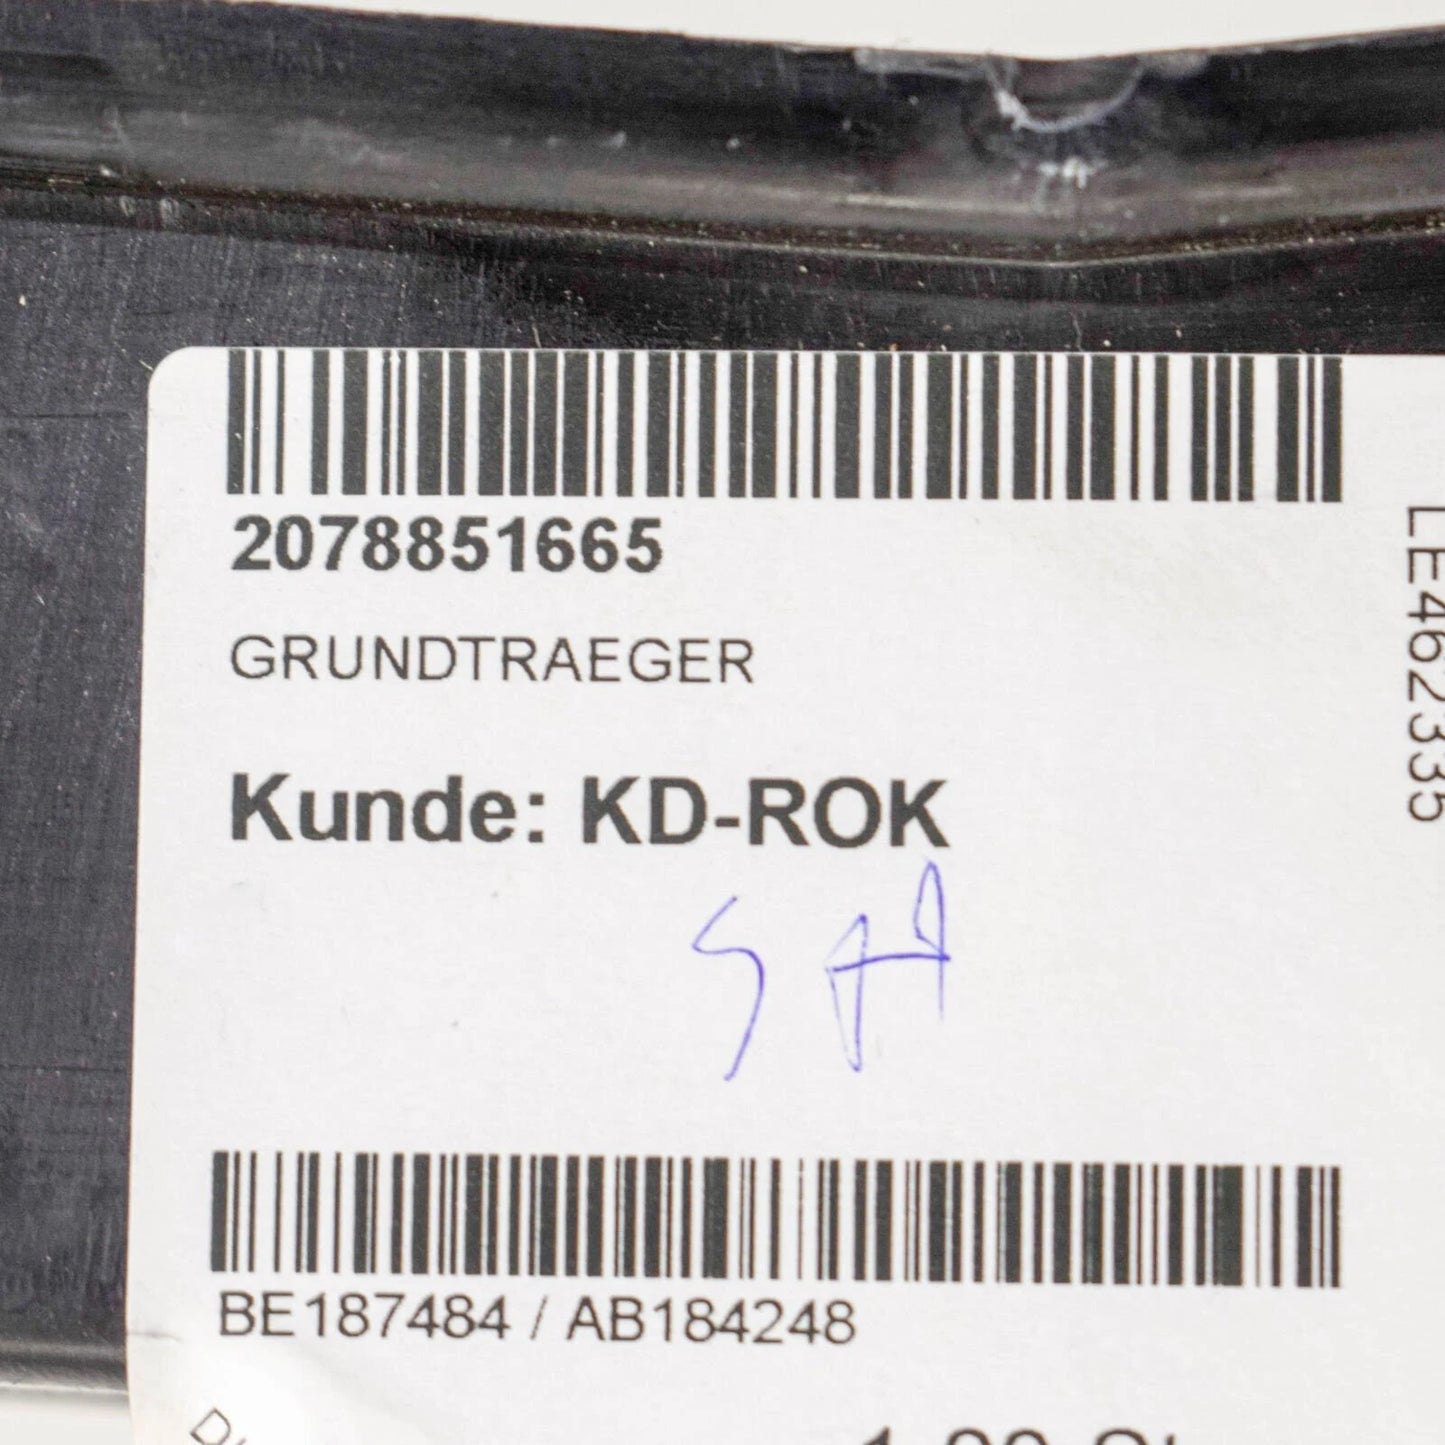 2078851665
GRUNDTRAEGER
Kunde: KD-ROK
BE187484 / AB184248
LE462335